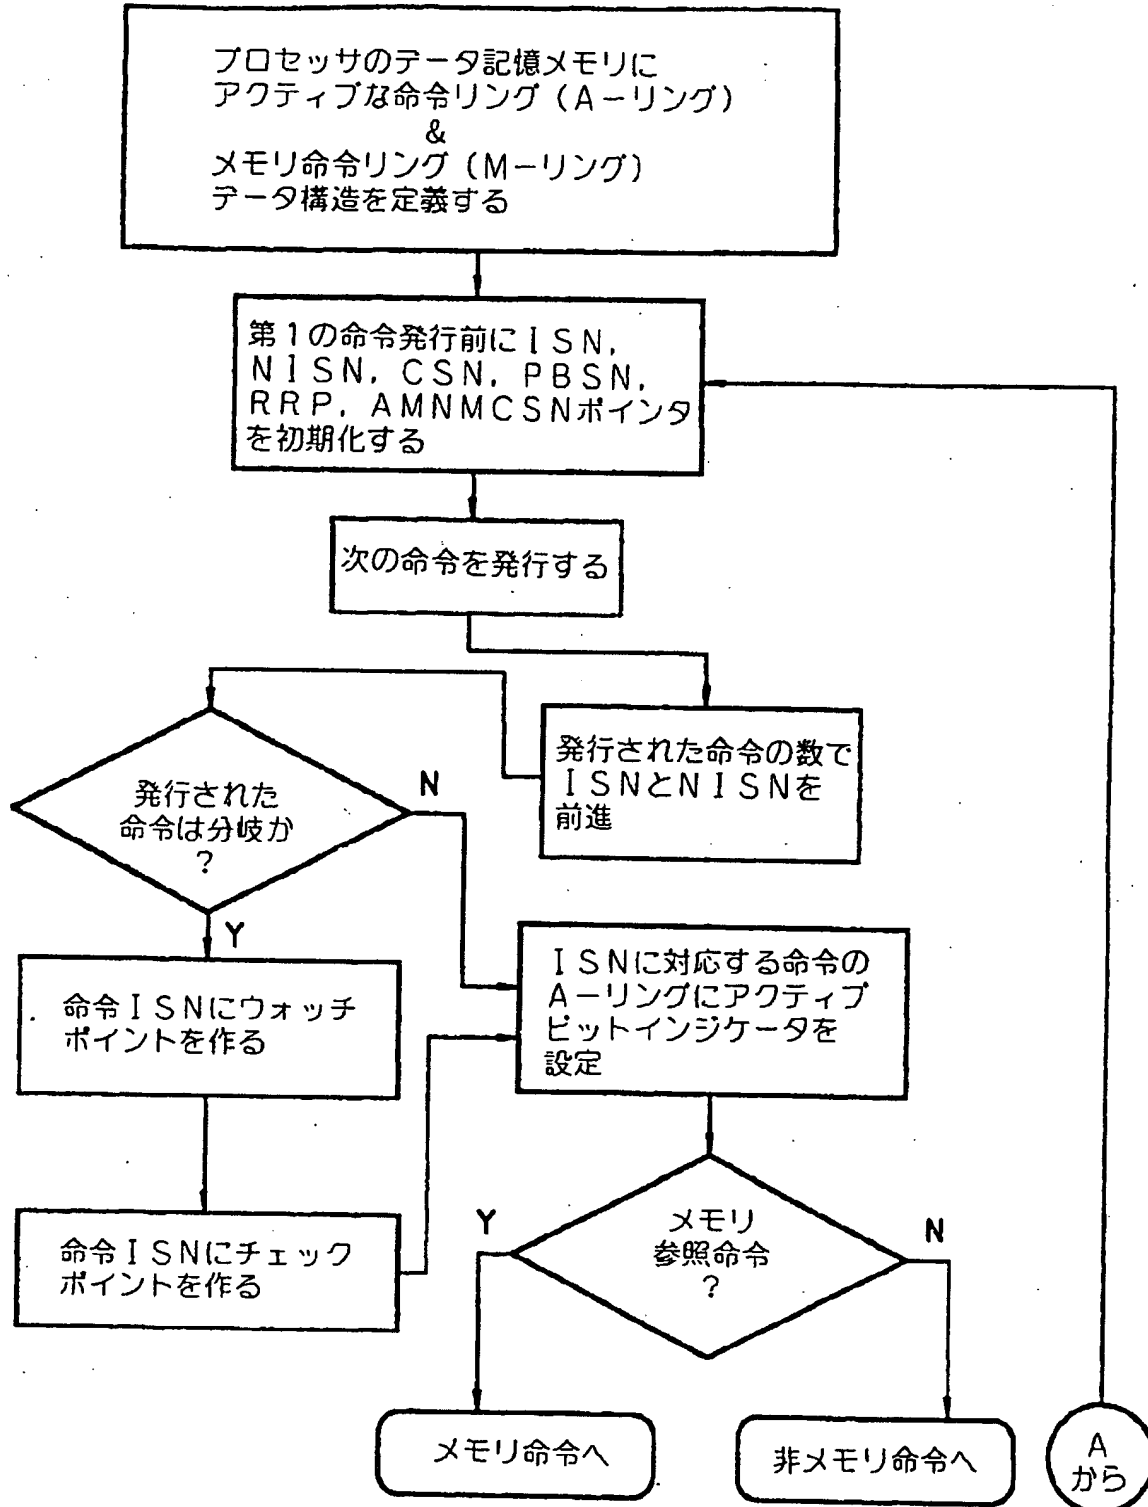 プロセッサのデータ記憶メモリに
アクティブな命令リング(A-リング)
&
メモリ命令リング(M-リング)
データ構造を定義する
第1の命令発行前にISN,
NISN, CSN, PBSN,
RRP, AMNMCSNポインタ
を初期化する
次の命令を発行する
発行された命令の数で
ISNとNISNを
前進
発行された
命令は分岐か
?
N
Y
命令ISNにウォッチ
ポイントを作る
ISNに対応する命令の
A-リングにアクティブ
ビットインジケータを
設定
命令ISNにチェック
ポイントを作る
メモリ
参照命令
?
Y
N
メモリ命令へ
非メモリ命令へ
A
から